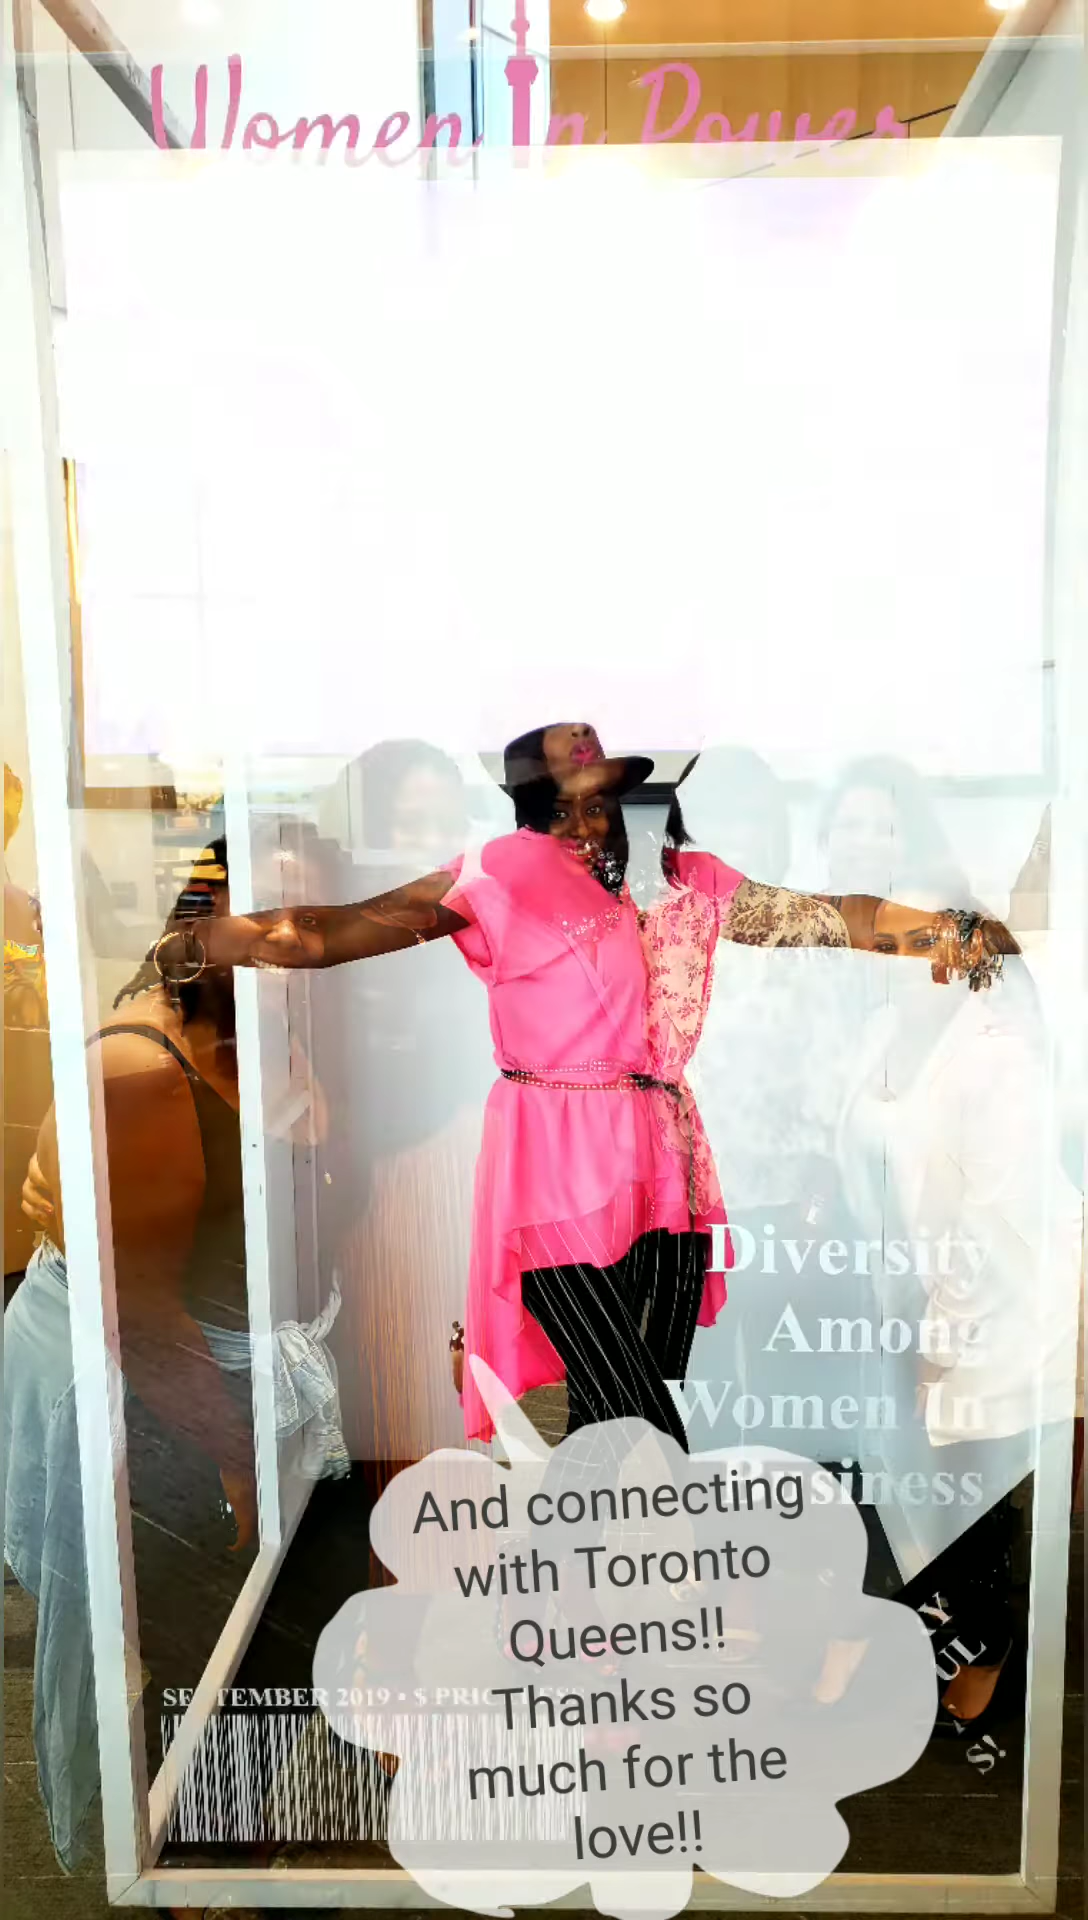 Women In Power
Diversity
Among
Women In
Business
And connecting
with Toronto
Queens!!
Thanks so
much for the
love!!
SEPTEMBER 2019 • $ PRICELESS